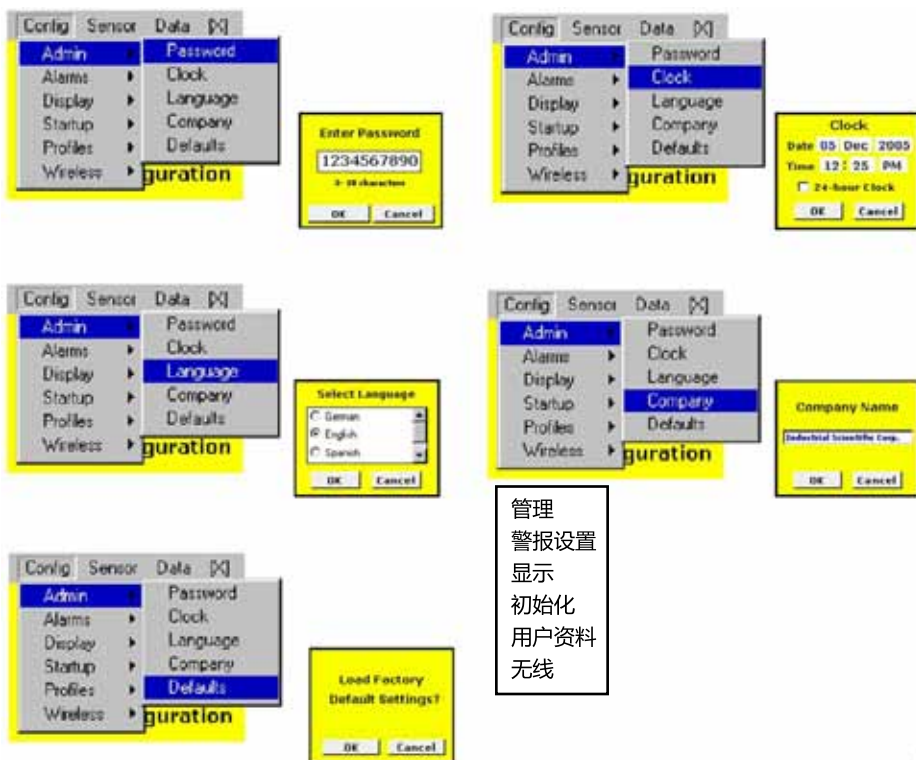 Config Sensor Data [X]
Admin Password
Alarms Clock
Display Language
Startup Company
Profiles Defaults
Wireless
guration
Enter Password
1234567890
3-10 characters
OK Cancel
Config Sensor Data [X]
Admin Password
Alarms Clock
Display Language
Startup Company
Profiles Defaults
Wireless
guration
Clock
Date 05 Dec 2005
Time 12:25 PM
24-hour Clock
OK Cancel
Config Sensor Data [X]
Admin Password
Alarms Clock
Display Language
Startup Company
Profiles Defaults
Wireless
guration
Select Language
German
English
Spanish
OK Cancel
Config Sensor Data [X]
Admin Password
Alarms Clock
Display Language
Startup Company
Profiles Defaults
Wireless
guration
Company Name
Industrial Scientific Corp.
OK Cancel
管理
警报设置
显示
初始化
用户资料
无线
Config Sensor Data [X]
Admin Password
Alarms Clock
Display Language
Startup Company
Profiles Defaults
Wireless
guration
Load Factory
Default Settings?
OK Cancel